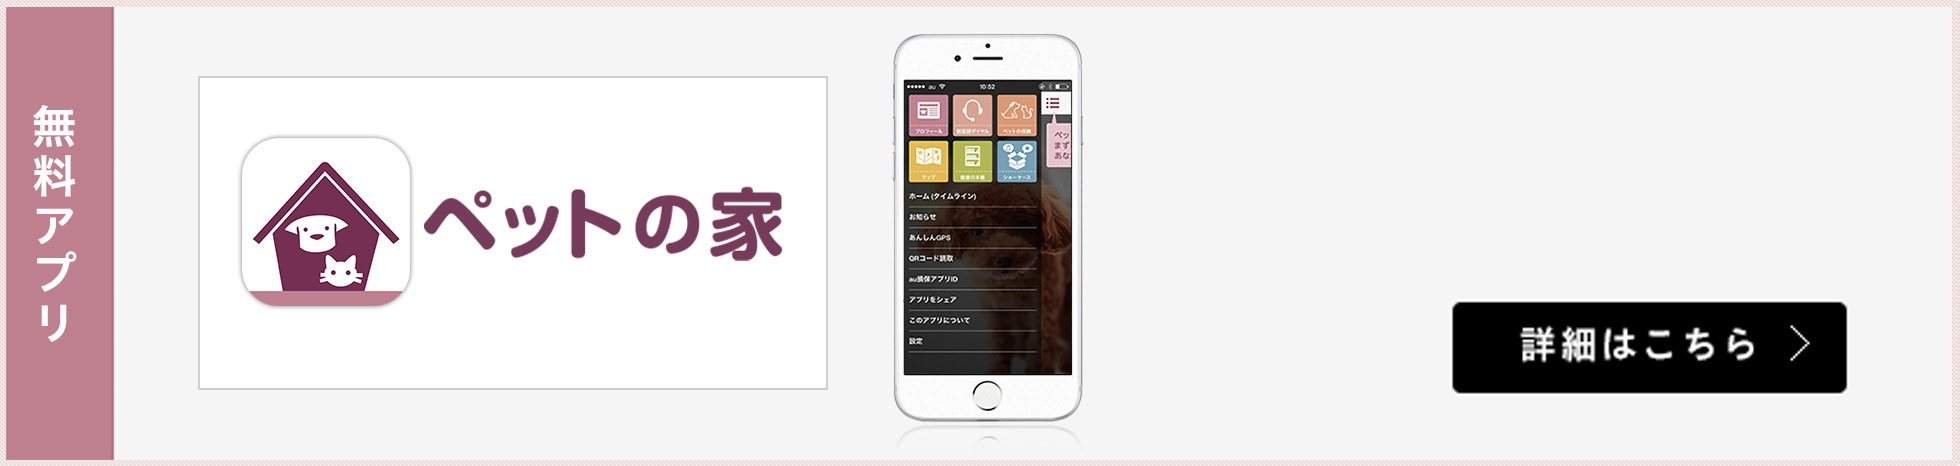 無料アプリ
ペットの家
au 10:52
プロフィール
獣医師ダイヤル
ペットの保険
マップ
健康の本棚
ショーケース
ペッ
まず
あな
ホーム (タイムライン)
お知らせ
あんしんGPS
QRコード読取
au損保アプリID
アプリをシェア
このアプリについて
設定
詳細はこちら